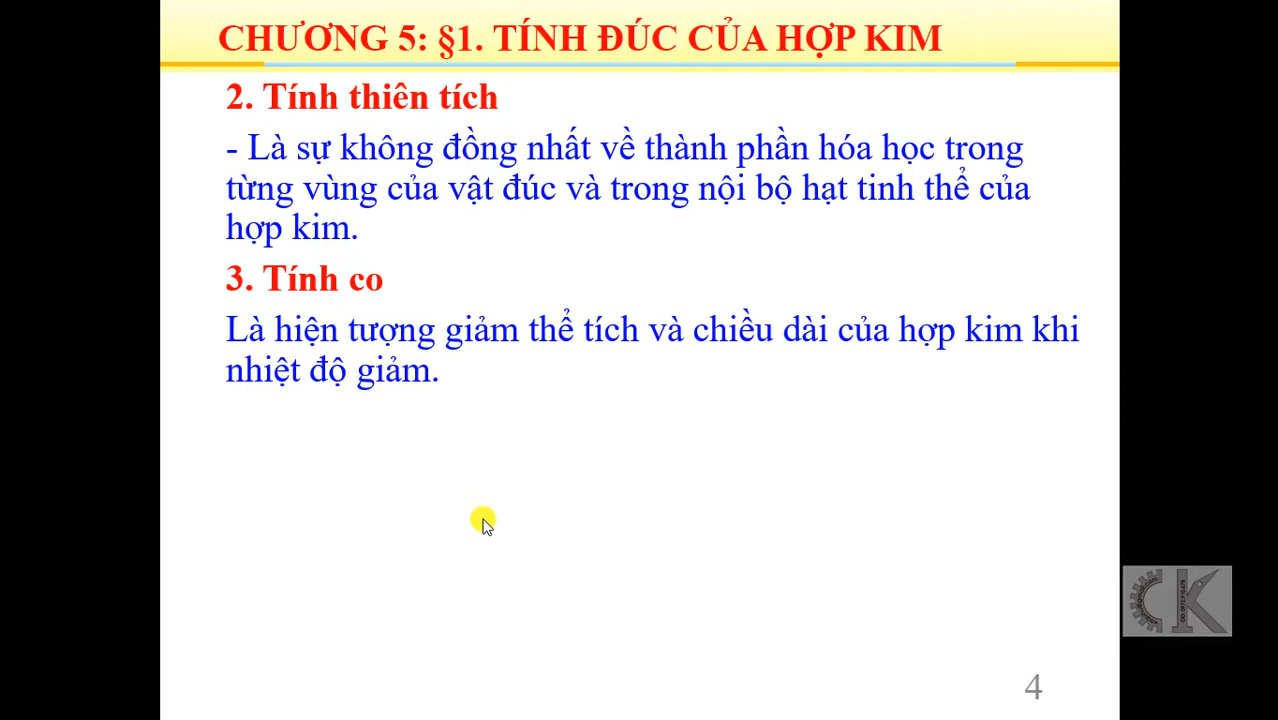 CHƯƠNG 5: §1. TÍNH ĐÚC CỦA HỢP KIM
2. Tính thiên tích
- Là sự không đồng nhất về thành phần hóa học trong
từng vùng của vật đúc và trong nội bộ hạt tinh thể của
hợp kim.
3. Tính co
Là hiện tượng giảm thể tích và chiều dài của hợp kim khi
nhiệt độ giảm.
4